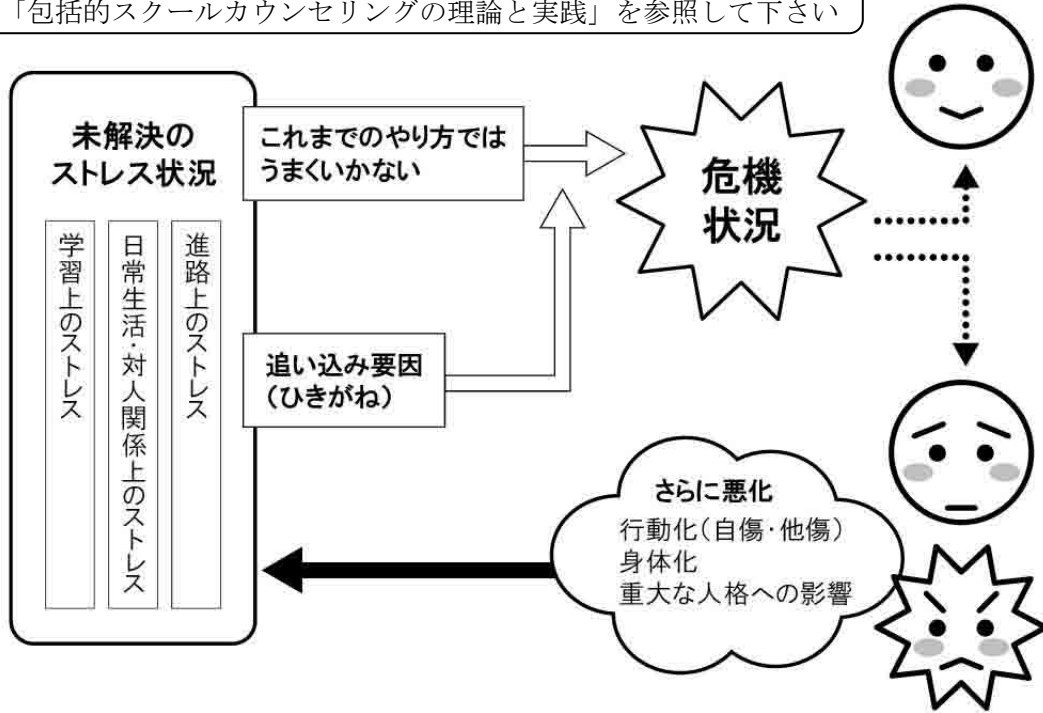 「包括的スクールカウンセリングの理論と実践」を参照して下さい
未解決の
ストレス状況
学習上のストレス
日常生活・対人関係上のストレス
進路上のストレス
これまでのやり方では
うまくいかない
追い込み要因
(ひきがね)
危機
状況
さらに悪化
行動化(自傷・他傷)
身体化
重大な人格への影響